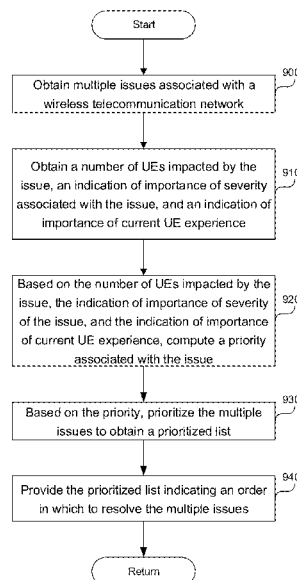 Start
900
Obtain multiple issues associated with a
wireless telecommunication network
910
Obtain a number of UEs impacted by the
issue, an indication of importance of severity
associated with the issue, and an indication of
importance of current UE experience
920
Based on the number of UEs impacted by the
issue, the indication of importance of severity
of the issue, and the indication of importance
of current UE experience, compute a priority
associated with the issue
930
Based on the priority, prioritize the multiple
issues to obtain a prioritized list
940
Provide the prioritized list indicating an order
in which to resolve the multiple issues
Return